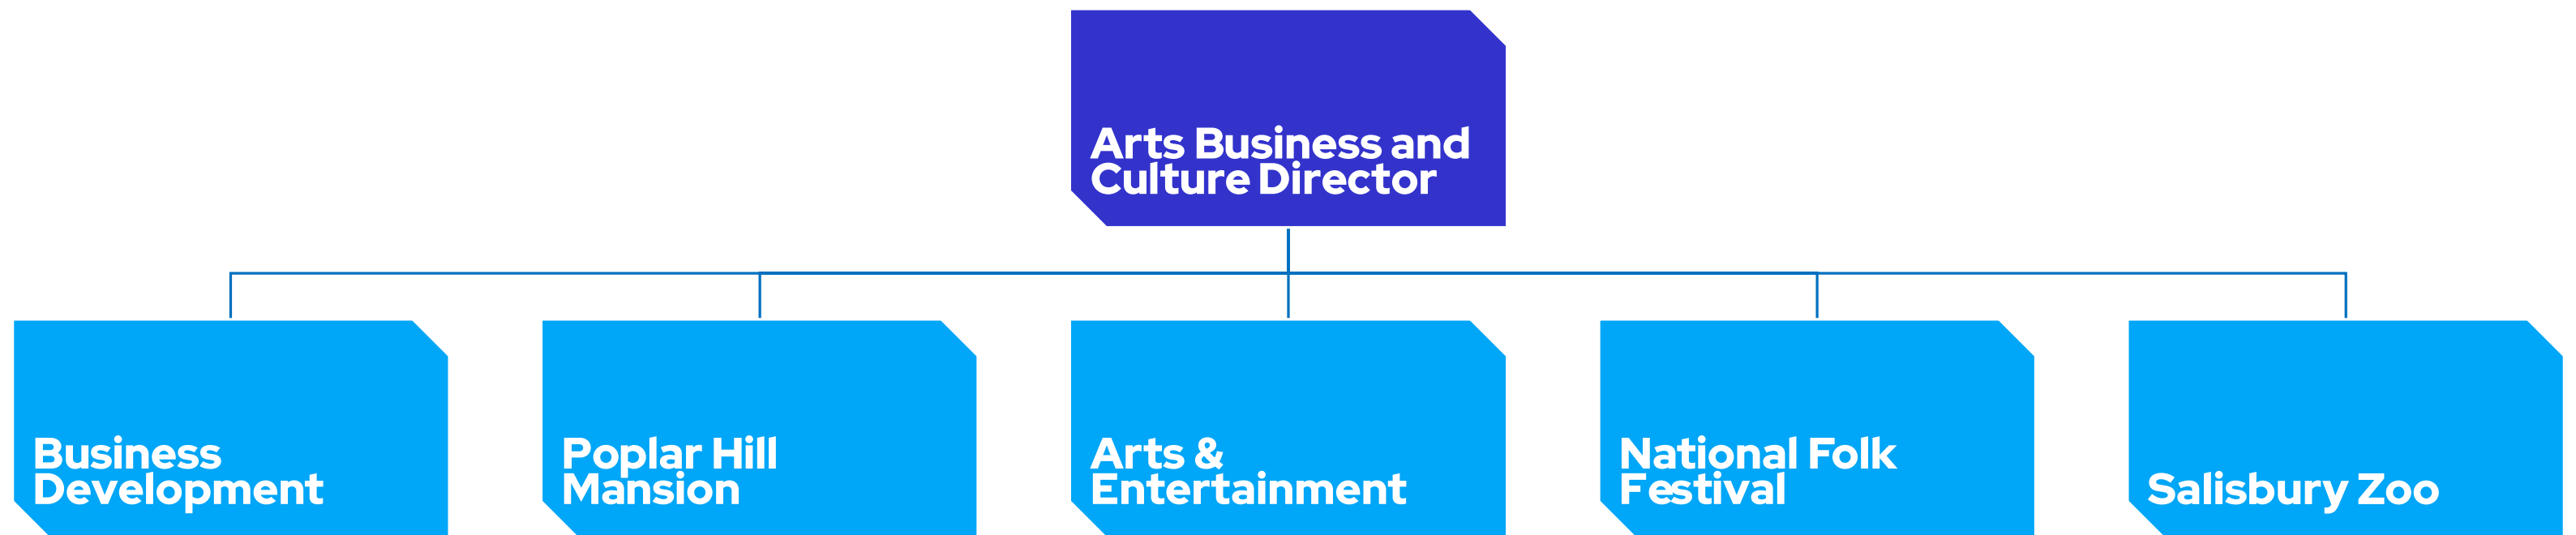 Arts Business and
Culture Director
Business
Development
Poplar Hill
Mansion
Arts &
Entertainment
National Folk
Festival
Salisbury Zoo